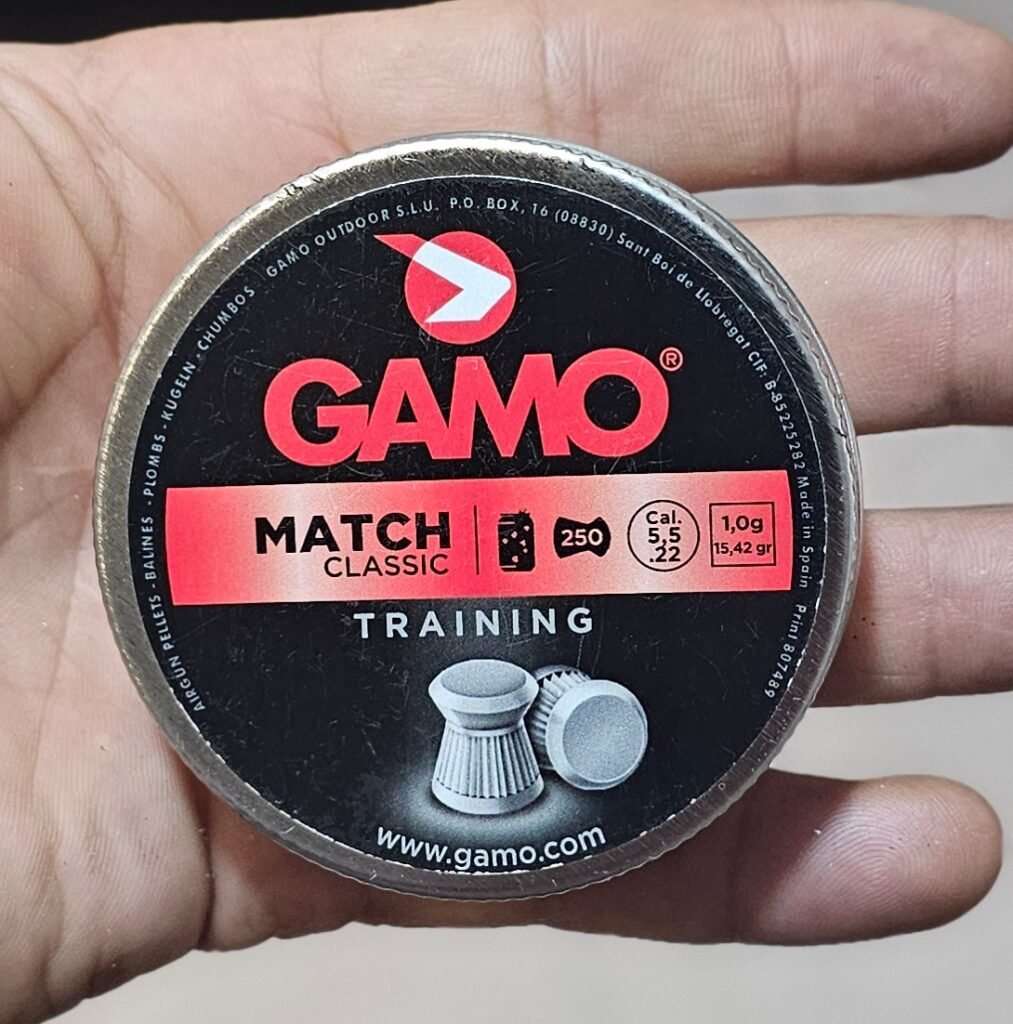 AIRGUN PELLETS - BALINES - PLOMBS - KUGELN - CHUMBOS
GAMO OUTDOOR S.L.U. P.O. BOX, 16 (08830) Sant Boi de Llobregat CIF: B-85225282 Made in Spain Print 807489
GAMO®
MATCH
CLASSIC
250
Cal.
5,5
.22
1,0g
15,42 gr
TRAINING
www.gamo.com